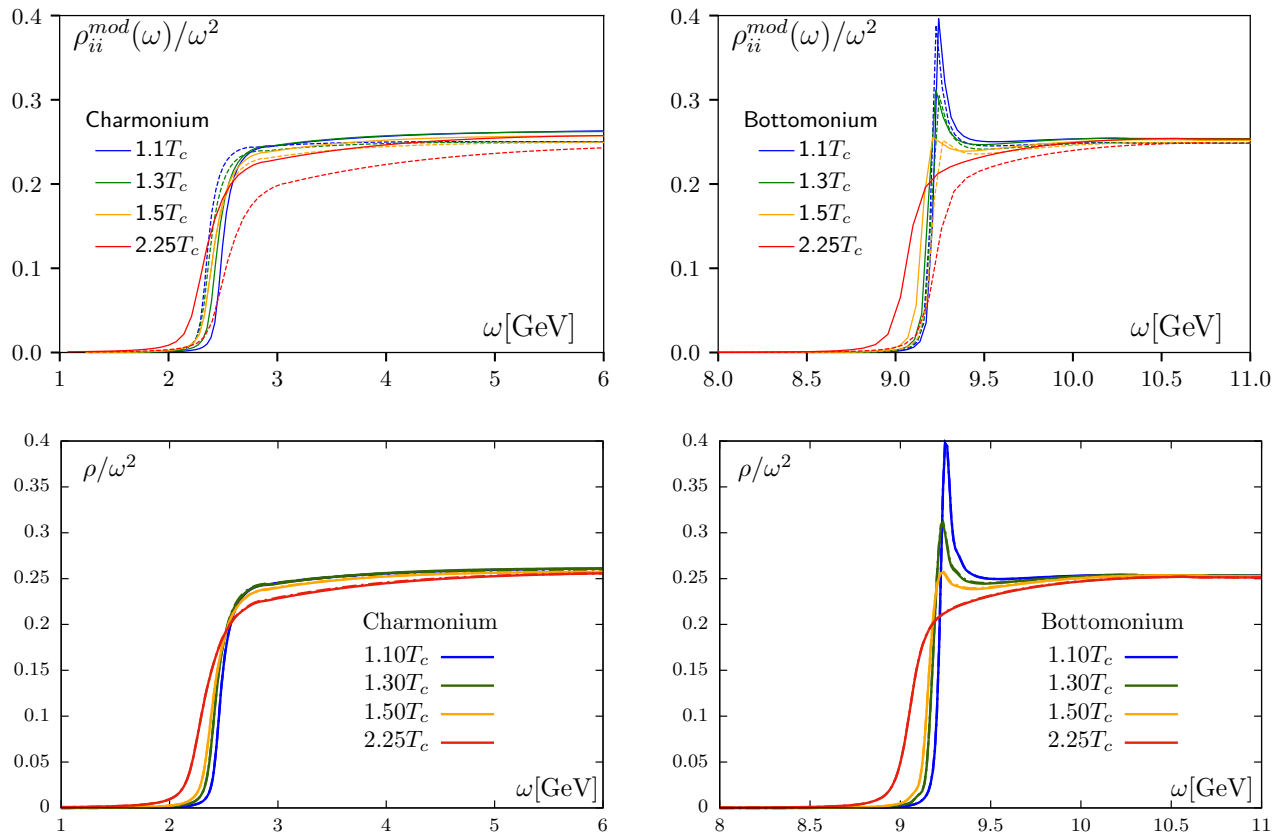 ρ_{ii}^{mod}(ω)/ω²
Charmonium
1.1T_c
1.3T_c
1.5T_c
2.25T_c
ω[GeV]
0.4
0.3
0.2
0.1
0.0
1 2 3 4 5 6
ρ_{ii}^{mod}(ω)/ω²
Bottomonium
1.1T_c
1.3T_c
1.5T_c
2.25T_c
ω[GeV]
0.4
0.3
0.2
0.1
0.0
8.0 8.5 9.0 9.5 10.0 10.5 11.0
ρ/ω²
Charmonium
1.10T_c
1.30T_c
1.50T_c
2.25T_c
ω[GeV]
0.4
0.35
0.3
0.25
0.2
0.15
0.1
0.05
0
1 2 3 4 5 6
ρ/ω²
Bottomonium
1.10T_c
1.30T_c
1.50T_c
2.25T_c
ω[GeV]
0.4
0.35
0.3
0.25
0.2
0.15
0.1
0.05
0
8 8.5 9 9.5 10 10.5 11